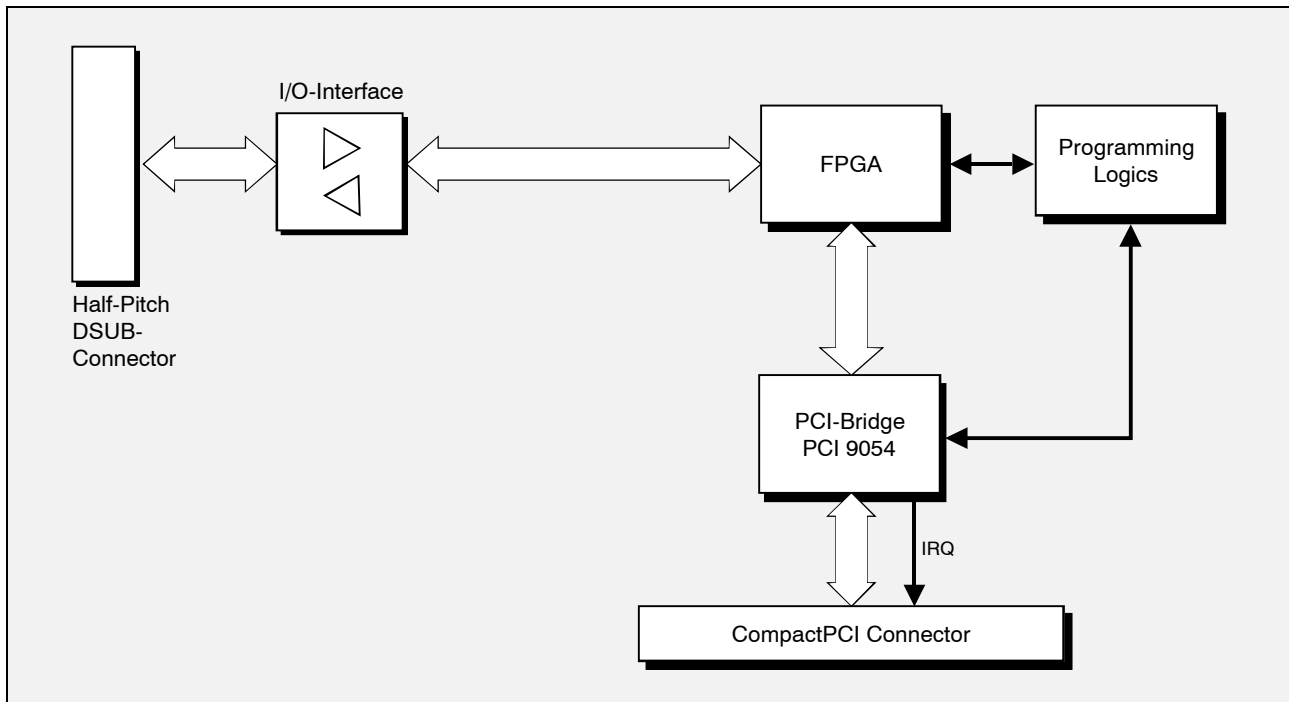 I/O-Interface
FPGA
Programming
Logics
Half-Pitch
DSUB-
Connector
PCI-Bridge
PCI 9054
IRQ
CompactPCI Connector